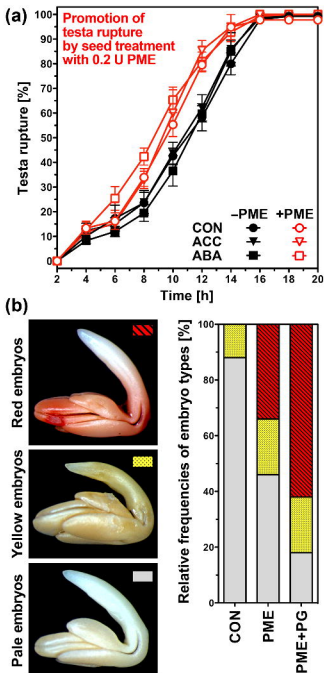 (a)
Promotion of
testa rupture
by seed treatment
with 0.2 U PME
Testa rupture [%]
100
90
80
70
60
50
40
30
20
10
0
–PME +PME
CON
ACC
ABA
2 4 6 8 10 12 14 16 18 20
Time [h]
(b)
Red embryos
Yellow embryos
Pale embryos
Relative frequencies of embryo types [%]
100
80
60
40
20
0
CON
PME
PME+PG